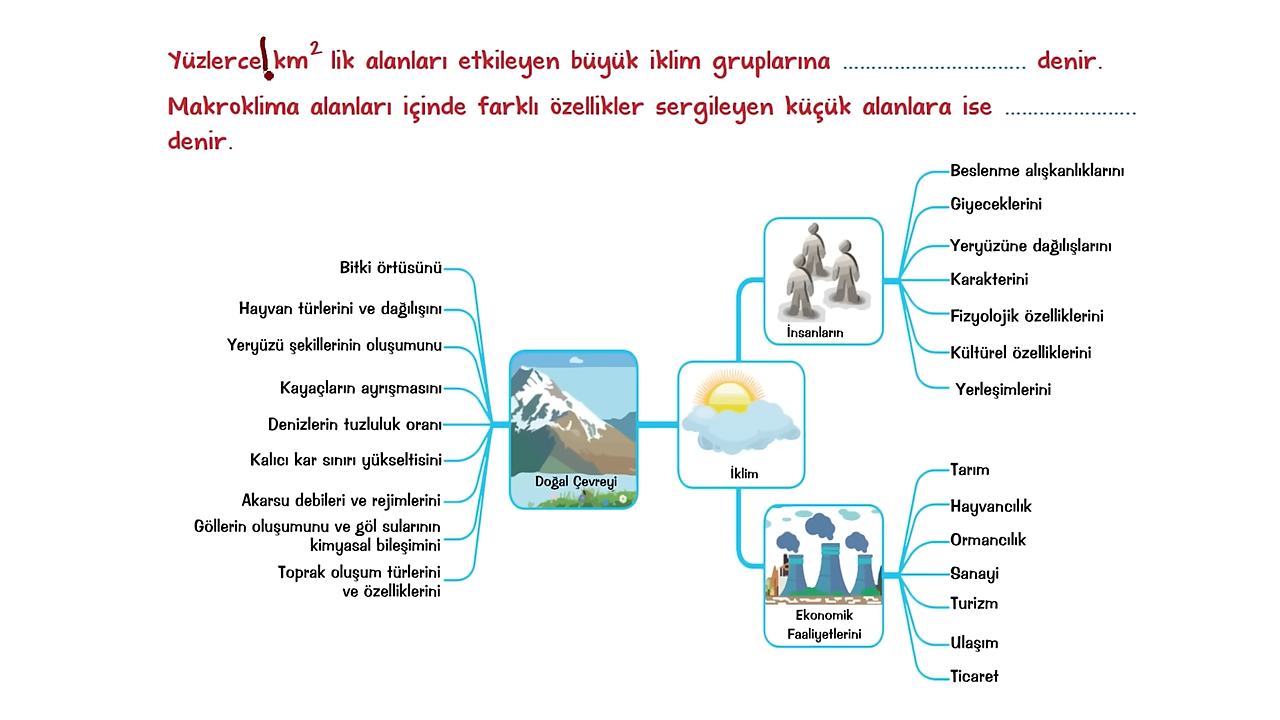 Yüzlerce km² lik alanları etkileyen büyük iklim gruplarına .............................. denir.
Makroklima alanları içinde farklı özellikler sergileyen küçük alanlara ise .....................
denir.
Bitki örtüsünü
Hayvan türlerini ve dağılışını
Yeryüzü şekillerinin oluşumunu
Kayaçların ayrışmasını
Denizlerin tuzluluk oranı
Kalıcı kar sınırı yükseltisini
Akarsu debileri ve rejimlerini
Göllerin oluşumunu ve göl sularının
kimyasal bileşimini
Toprak oluşum türlerini
ve özelliklerini
Doğal Çevreyi
İklim
İnsanların
Beslenme alışkanlıklarını
Giyeceklerini
Yeryüzüne dağılışlarını
Karakterini
Fizyolojik özelliklerini
Kültürel özelliklerini
Yerleşimlerini
Ekonomik
Faaliyetlerini
Tarım
Hayvancılık
Ormancılık
Sanayi
Turizm
Ulaşım
Ticaret